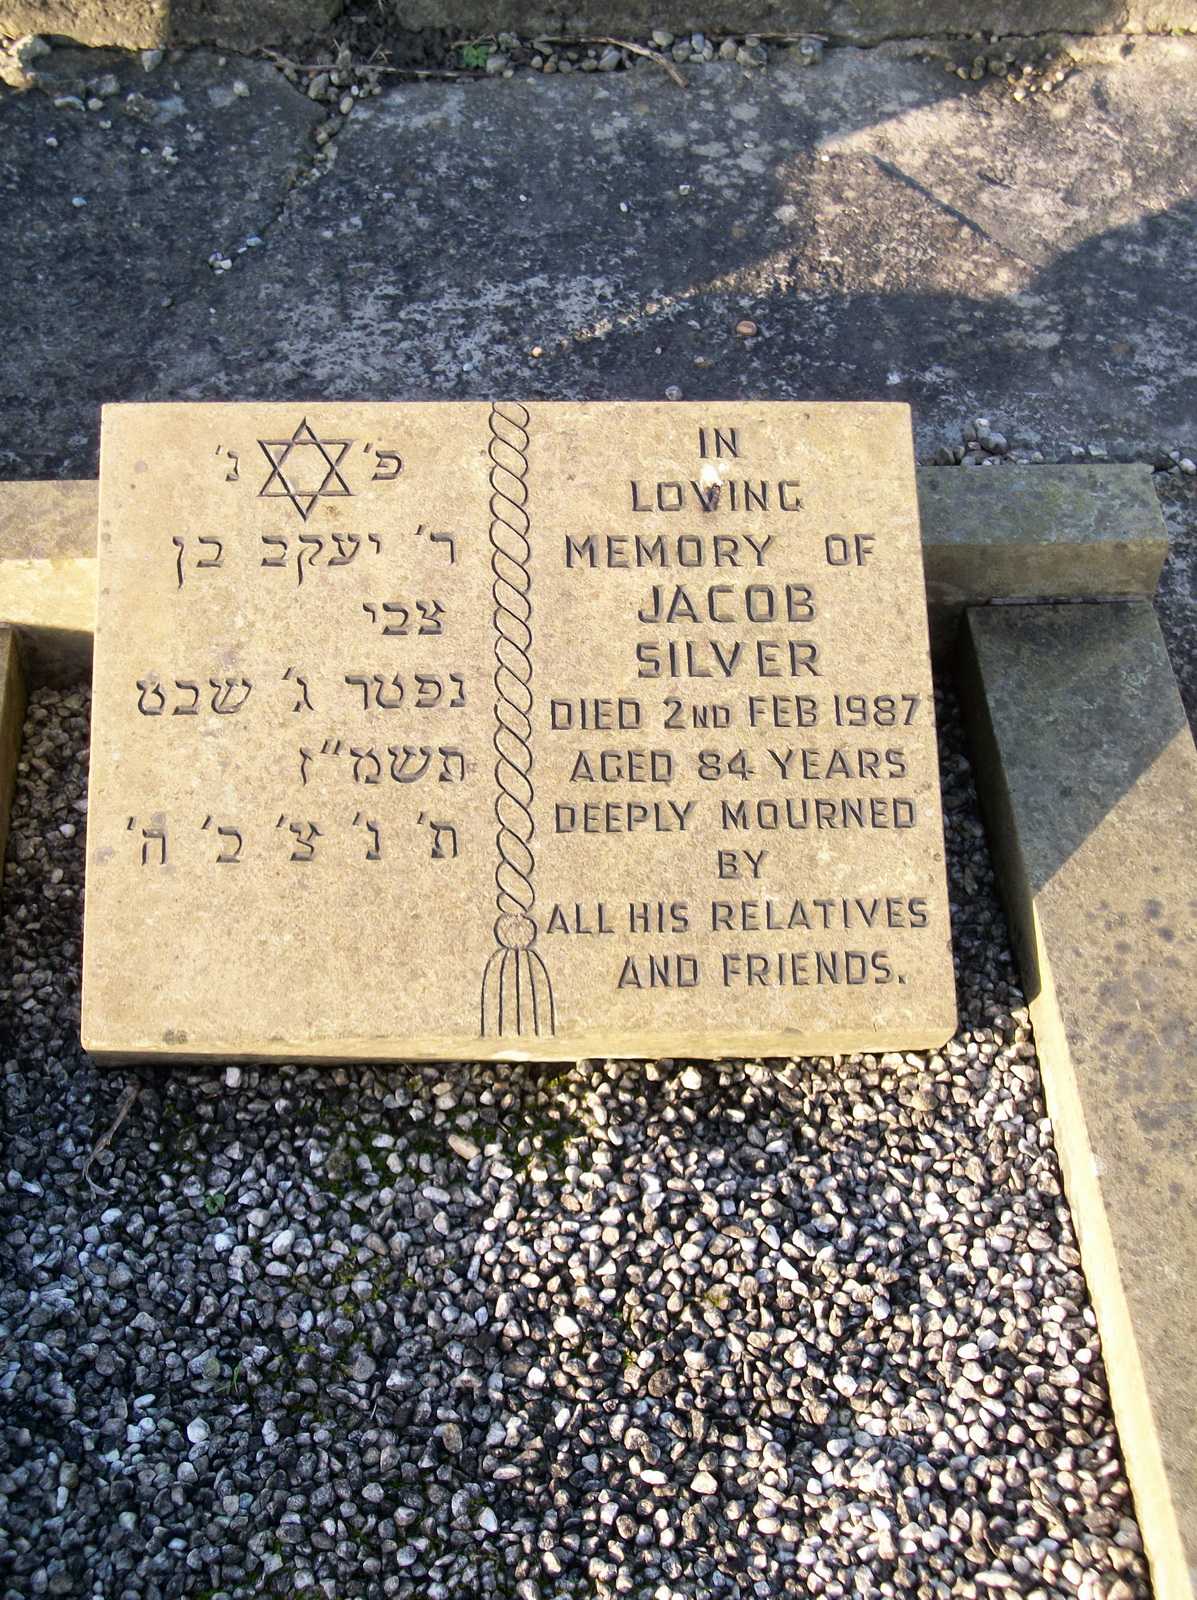 פ' נ'
ר' יעקב בן
צבי
נפטר ג' שבט
תשמ"ז
ת' נ' צ' ב' ה'
IN
LOVING
MEMORY OF
JACOB
SILVER
DIED 2ND FEB 1987
AGED 84 YEARS
DEEPLY MOURNED
BY
ALL HIS RELATIVES
AND FRIENDS.